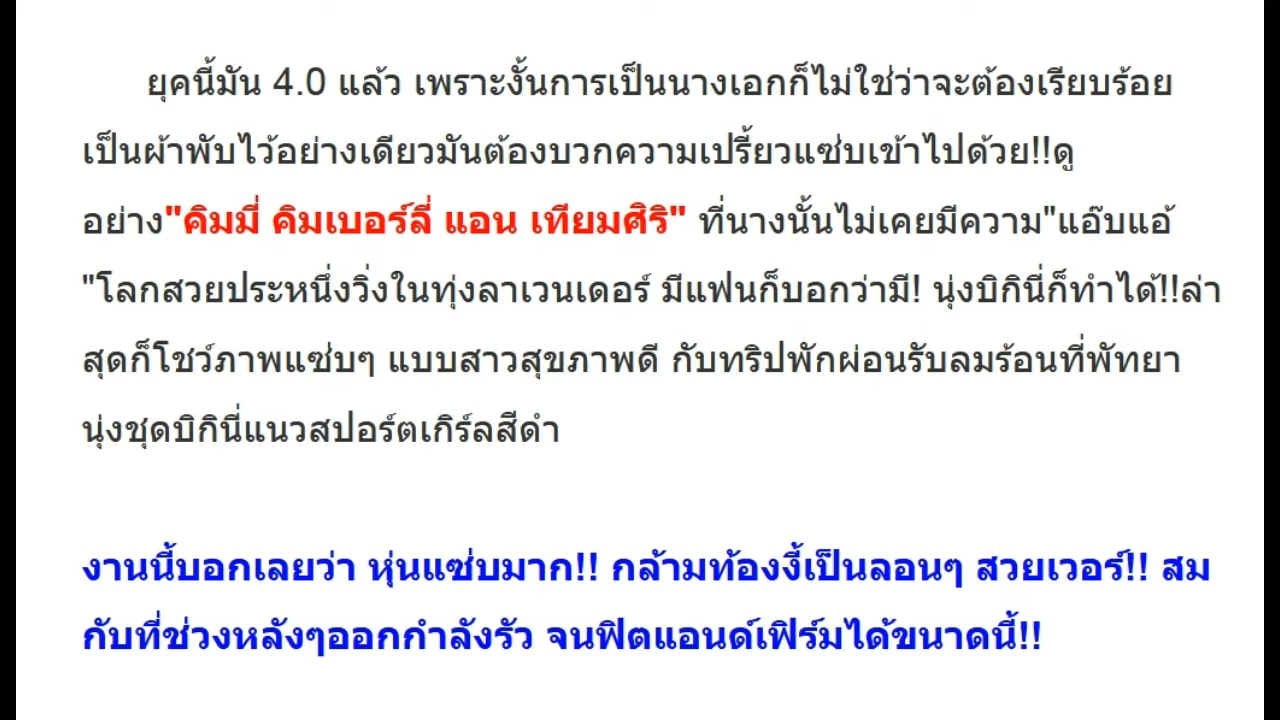 ยุคนี้มัน 4.0 แล้ว เพราะงั้นการเป็นนางเอกก็ไม่ใช่ว่าจะต้องเรียบร้อย
เป็นผ้าพับไว้อย่างเดียวมันต้องบวกความเปรี้ยวแซ่บเข้าไปด้วย!!ดู
อย่าง"คิมมี่ คิมเบอร์ลี่ แอน เทียมศิริ" ที่นางนั้นไม่เคยมีความ"แอ๊บแอ้
"โลกสวยประหนึ่งวิ่งในทุ่งลาเวนเดอร์ มีแฟนก็บอกว่ามี! นุ่งบิกินี่ก็ทำได้!!ล่า
สุดก็โชว์ภาพแซ่บๆ แบบสาวสุขภาพดี กับทริปพักผ่อนรับลมร้อนที่พัทยา
นุ่งชุดบิกินี่แนวสปอร์ตเกิร์ลสีดำ
งานนี้บอกเลยว่า หุ่นแซ่บมาก!! กล้ามท้องงี้เป็นลอนๆ สวยเวอร์!! สม
กับที่ช่วงหลังๆออกกำลังรัว จนฟิตแอนด์เฟิร์มได้ขนาดนี้!!